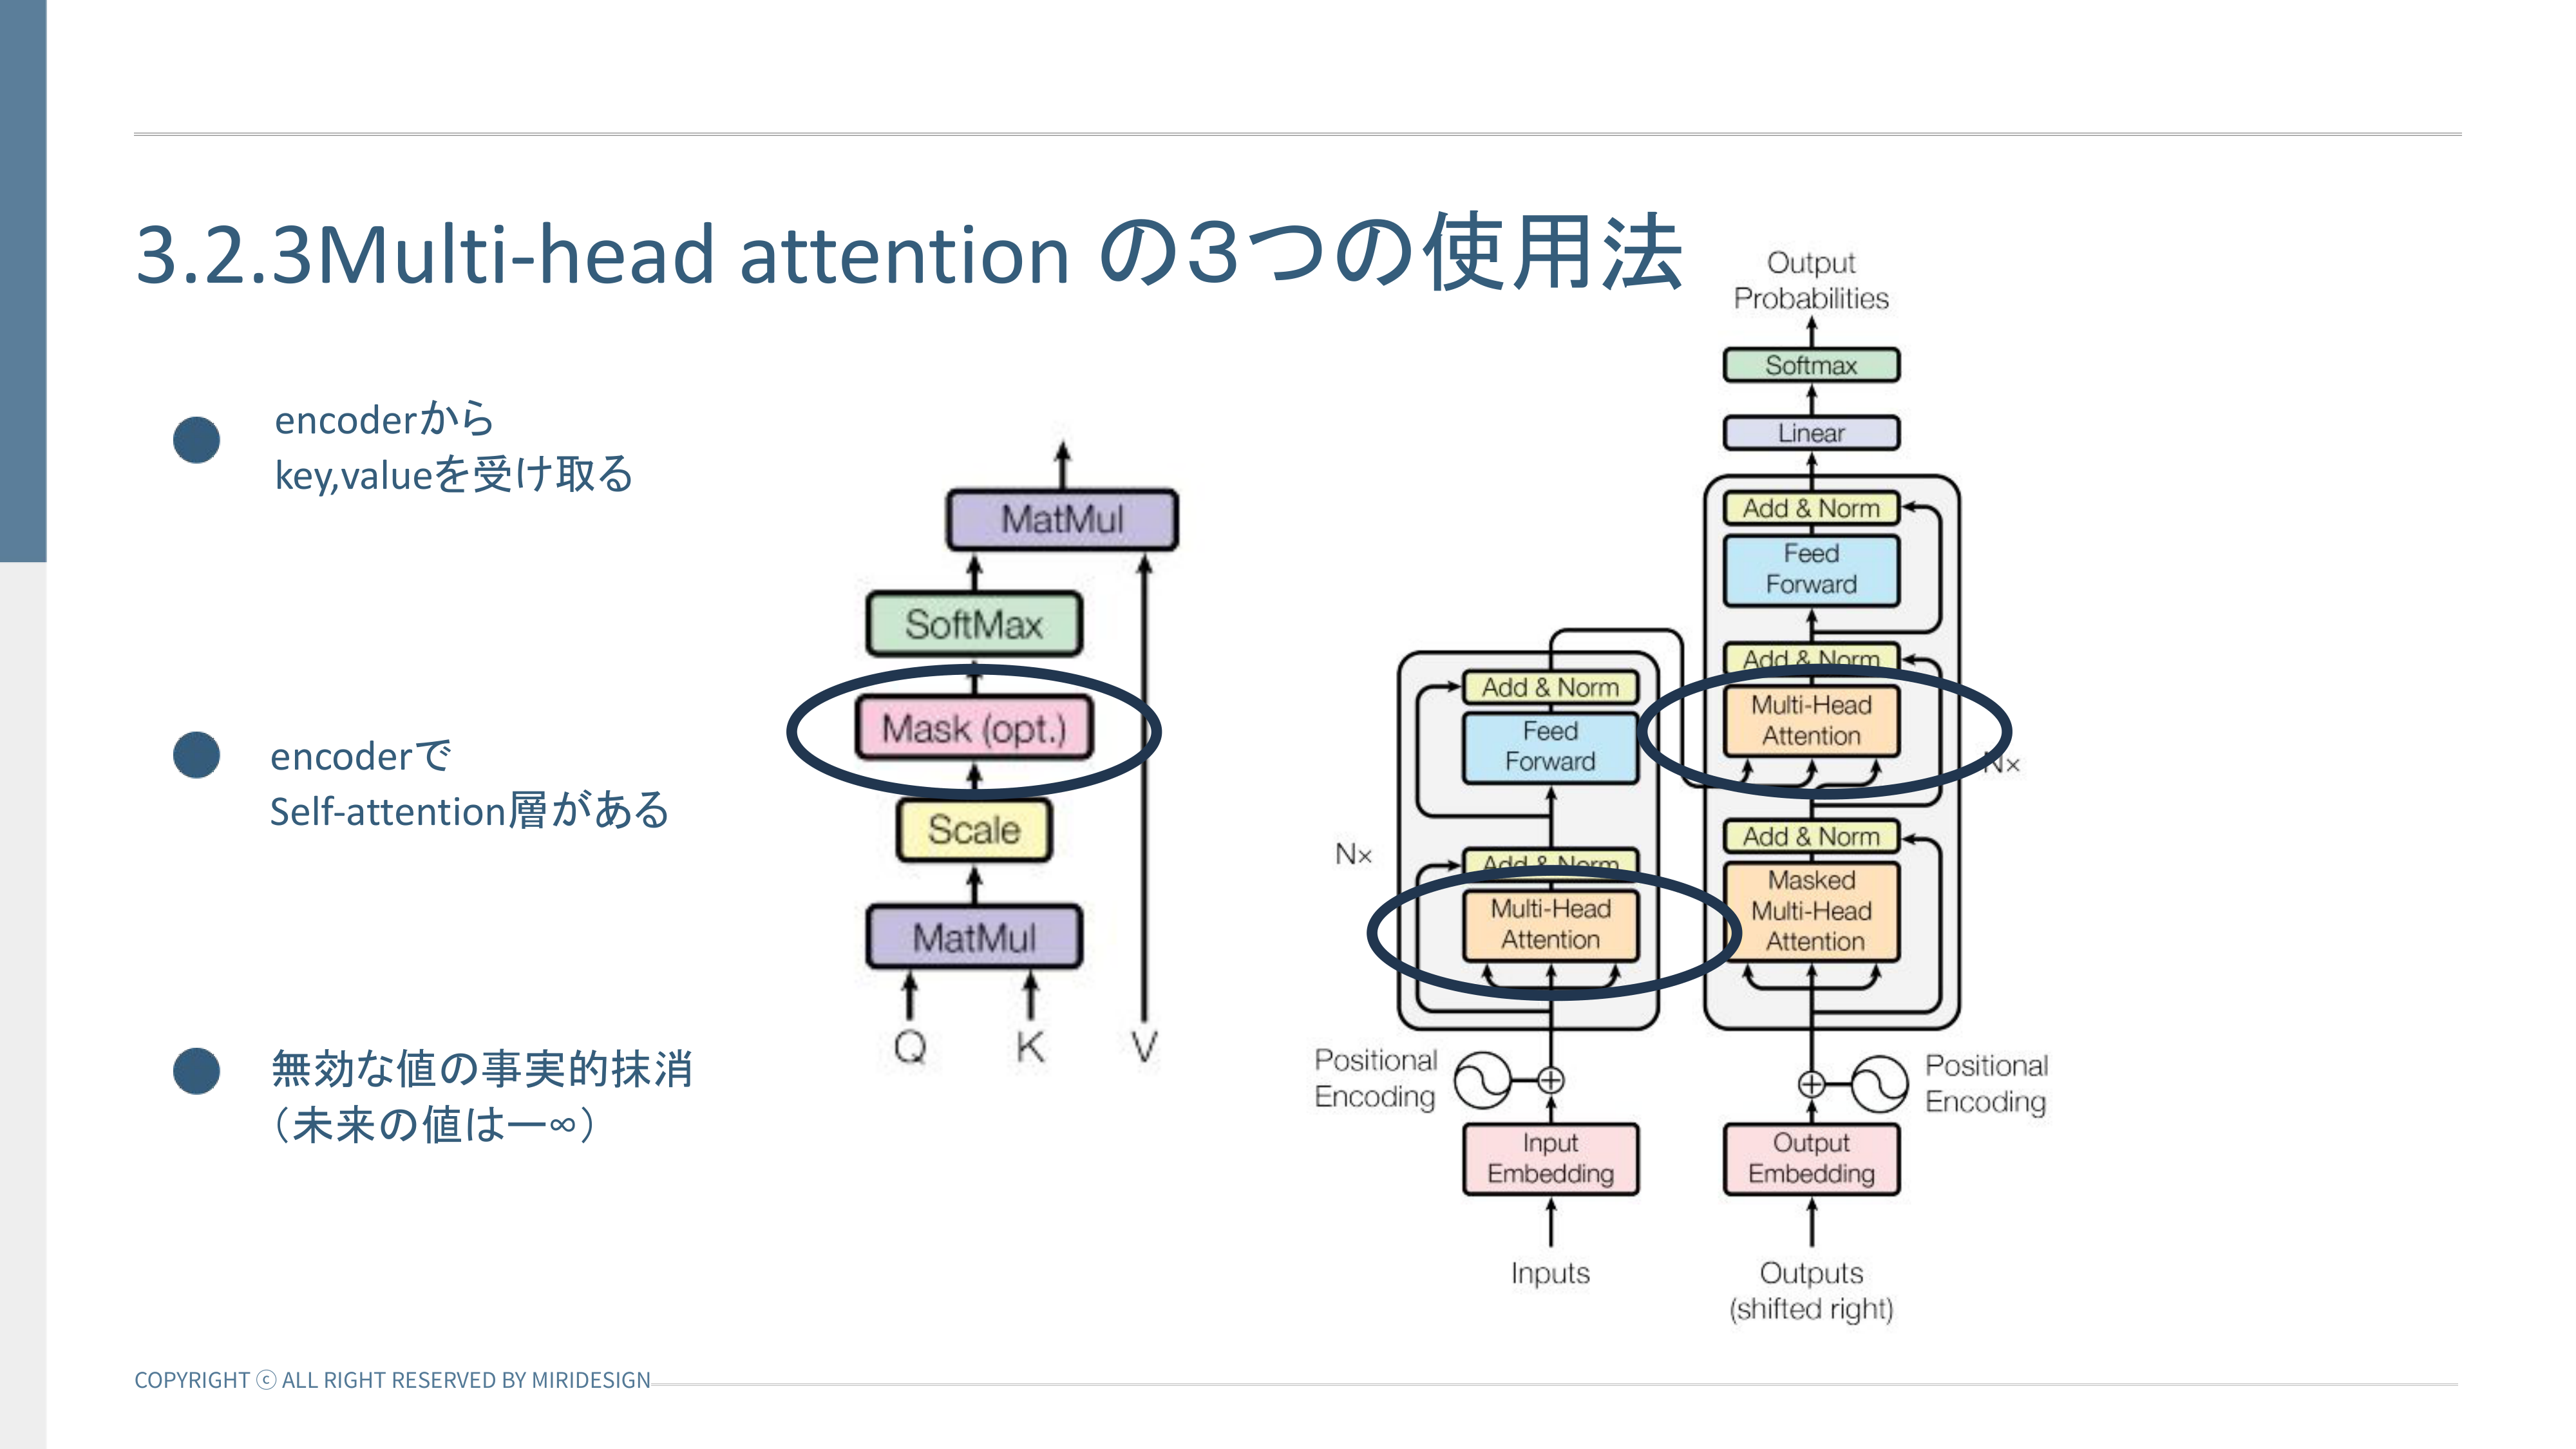 3.2.3Multi-head attention の３つの使用法
encoderから
key,valueを受け取る
encoderで
Self-attention層がある
無効な値の事実的抹消
（未来の値はー∞）
MatMul
SoftMax
Mask (opt.)
Scale
MatMul
Q
K
V
Output
Probabilities
Softmax
Linear
Add & Norm
Feed
Forward
Add & Norm
Multi-Head
Attention
Nx
Add & Norm
Masked
Multi-Head
Attention
Add & Norm
Feed
Forward
Nx
Add & Norm
Multi-Head
Attention
Positional
Encoding
Positional
Encoding
Input
Embedding
Output
Embedding
Inputs
Outputs
(shifted right)
COPYRIGHT ⓒ ALL RIGHT RESERVED BY MIRIDESIGN